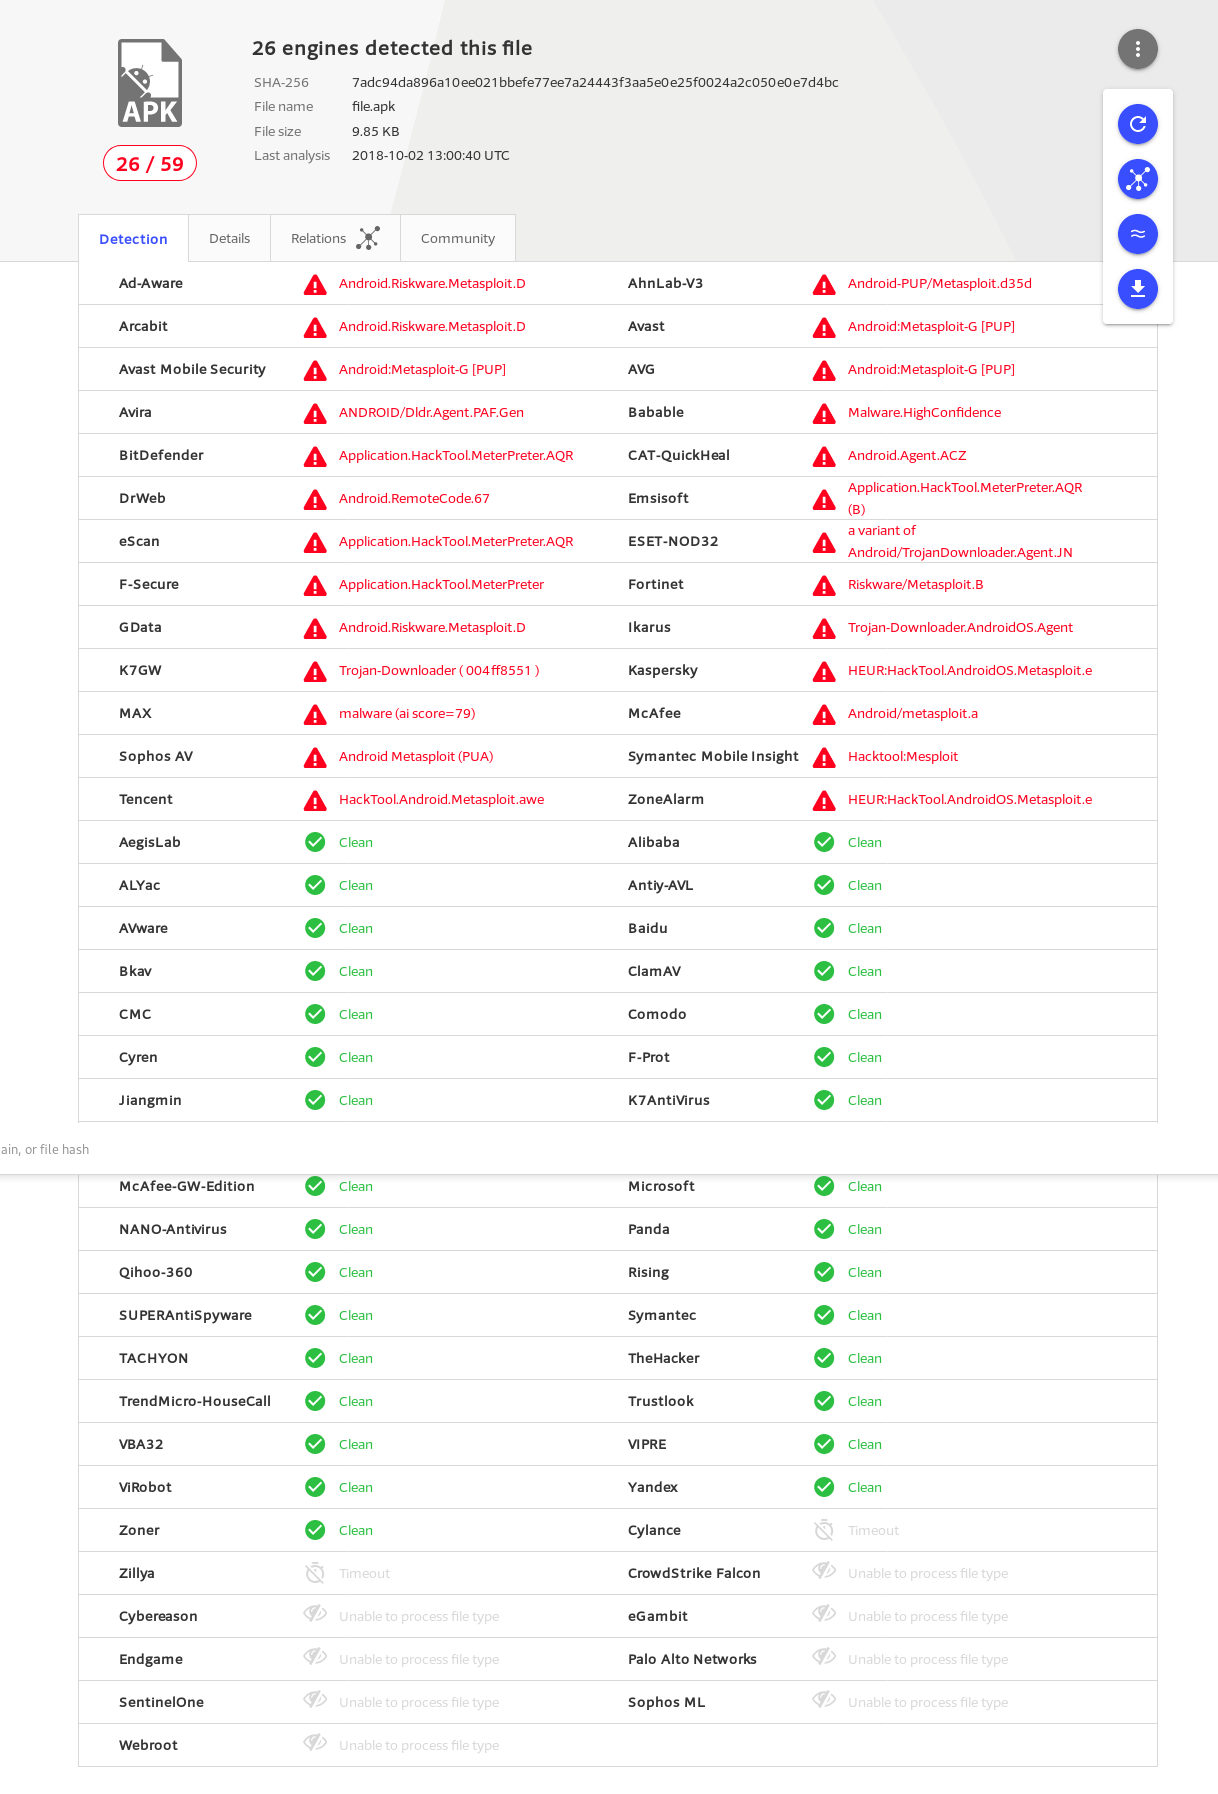 26 engines detected this file
SHA-256 7adc94da896a10ee021bbefe77ee7a24443f3aa5e0e25f0024a2c050e0e7d4bc
File name file.apk
File size 9.85 KB
Last analysis 2018-10-02 13:00:40 UTC
APK
26 / 59
Detection Details Relations Community
Ad-Aware Android.Riskware.Metasploit.D AhnLab-V3 Android-PUP/Metasploit.d35d
Arcabit Android.Riskware.Metasploit.D Avast Android:Metasploit-G [PUP]
Avast Mobile Security Android:Metasploit-G [PUP] AVG Android:Metasploit-G [PUP]
Avira ANDROID/Dldr.Agent.PAF.Gen Babable Malware.HighConfidence
BitDefender Application.HackTool.MeterPreter.AQR CAT-QuickHeal Android.Agent.ACZ
DrWeb Android.RemoteCode.67 Emsisoft Application.HackTool.MeterPreter.AQR
(B)
eScan Application.HackTool.MeterPreter.AQR ESET-NOD32 a variant of
Android/TrojanDownloader.Agent.JN
F-Secure Application.HackTool.MeterPreter Fortinet Riskware/Metasploit.B
GData Android.Riskware.Metasploit.D Ikarus Trojan-Downloader.AndroidOS.Agent
K7GW Trojan-Downloader ( 004ff8551 ) Kaspersky HEUR:HackTool.AndroidOS.Metasploit.e
MAX malware (ai score=79) McAfee Android/metasploit.a
Sophos AV Android Metasploit (PUA) Symantec Mobile Insight Hacktool:Mesploit
Tencent HackTool.Android.Metasploit.awe ZoneAlarm HEUR:HackTool.AndroidOS.Metasploit.e
AegisLab Clean Alibaba Clean
ALYac Clean Antiy-AVL Clean
AVware Clean Baidu Clean
Bkav Clean ClamAV Clean
CMC Clean Comodo Clean
Cyren Clean F-Prot Clean
Jiangmin Clean K7AntiVirus Clean
ain, or file hash
McAfee-GW-Edition Clean Microsoft Clean
NANO-Antivirus Clean Panda Clean
Qihoo-360 Clean Rising Clean
SUPERAntiSpyware Clean Symantec Clean
TACHYON Clean TheHacker Clean
TrendMicro-HouseCall Clean Trustlook Clean
VBA32 Clean VIPRE Clean
ViRobot Clean Yandex Clean
Zoner Clean Cylance Timeout
Zillya Timeout CrowdStrike Falcon Unable to process file type
Cybereason Unable to process file type eGambit Unable to process file type
Endgame Unable to process file type Palo Alto Networks Unable to process file type
SentinelOne Unable to process file type Sophos ML Unable to process file type
Webroot Unable to process file type